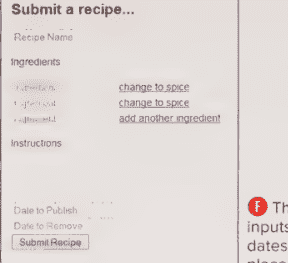 Submit a recipe...
Recipe Name
Ingredients
change to spice
change to spice
add another ingredient
Instructions
Date to Publish
Date to Remove
Submit Recipe
F Th
inputs
dates
place